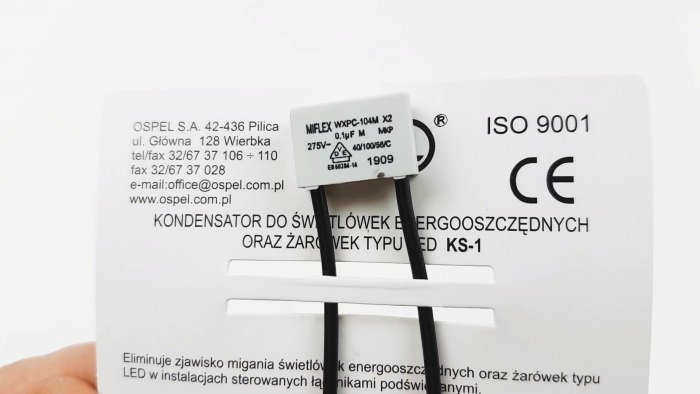 OSPEL S.A. 42-436 Pilica
ul. Główna 128 Wierbka
tel/fax 32/67 37 106 ÷ 110
fax 32/67 37 028
e-mail:office@ospel.com.pl
www.ospel.com.pl
MIFLEX WXPC-104M X2
0,1µF M MKP
275V~ 40/100/56/C
1909
®
ISO 9001
CE
KONDENSATOR DO ŚWIETLÓWEK ENERGOOSZCZĘDNYCH
ORAZ ŻARÓWEK TYPU LED KS-1
Eliminuje zjawisko migania świetlówek energooszczędnych oraz żarówek typu
LED w instalacjach sterowanych łącznikami podświetlanymi.